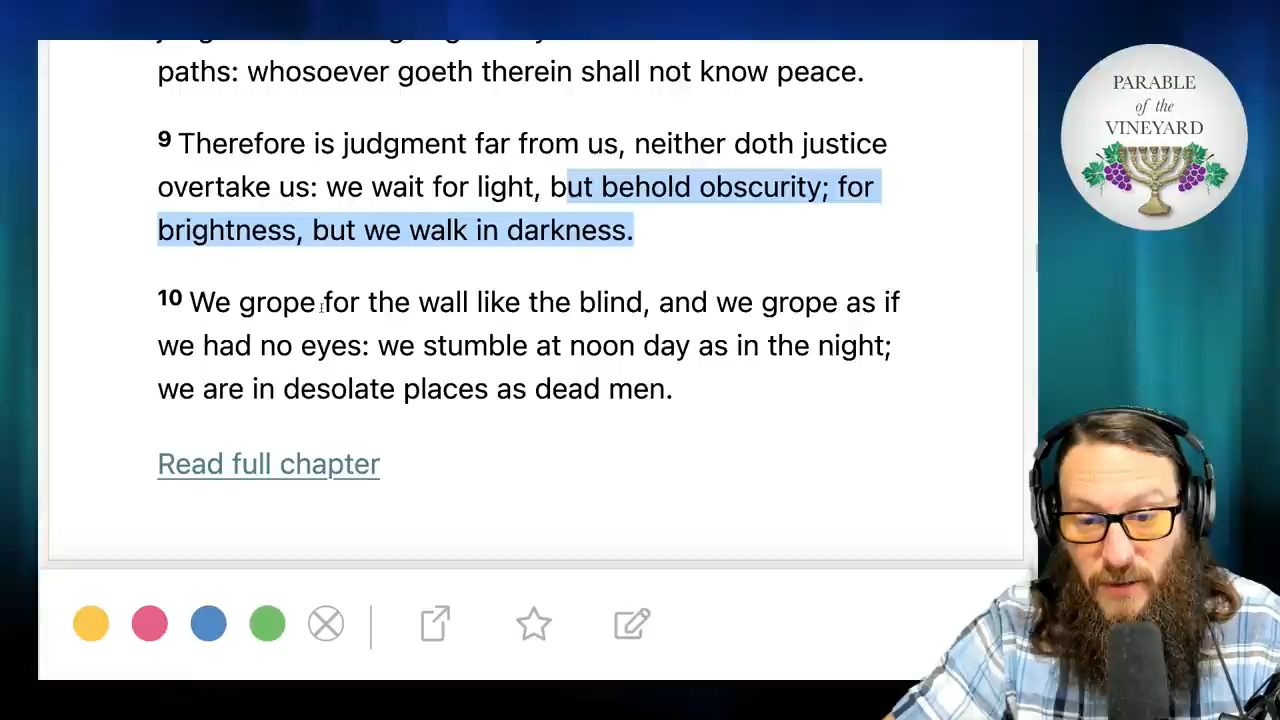 paths: whosoever goeth therein shall not know peace.
9 Therefore is judgment far from us, neither doth justice
overtake us: we wait for light, but behold obscurity; for
brightness, but we walk in darkness.
10 We grope for the wall like the blind, and we grope as if
we had no eyes: we stumble at noon day as in the night;
we are in desolate places as dead men.
Read full chapter
PARABLE
of the
VINEYARD